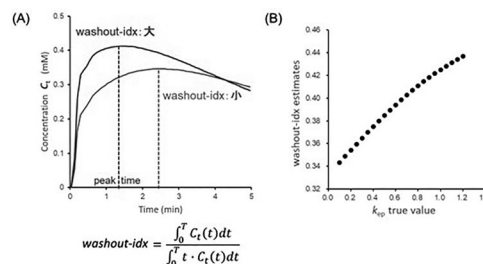 (A)
0.5
0.4
0.3
0.2
0.1
0
Concentration Cₜ (mM)
washout-idx: 大
washout-idx: 小
peak time
0 1 2 3 4 5
Time (min)
washout-idx = ∫₀ᵀ Cₜ(t)dt / ∫₀ᵀ t · Cₜ(t)dt
(B)
0.46
0.44
0.42
0.40
0.38
0.36
0.34
0.32
washout-idx estimates
0.0 0.2 0.4 0.6 0.8 1.0 1.2 1.4
kₑₚ true value